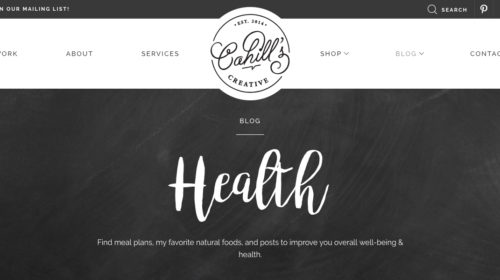 N OUR MAILING LIST!
SEARCH
WORK
ABOUT
SERVICES
EST. 2014
Cahill's
CREATIVE
SHOP
BLOG
CONTAC
BLOG
Health
Find meal plans, my favorite natural foods, and posts to improve you overall well-being &
health.